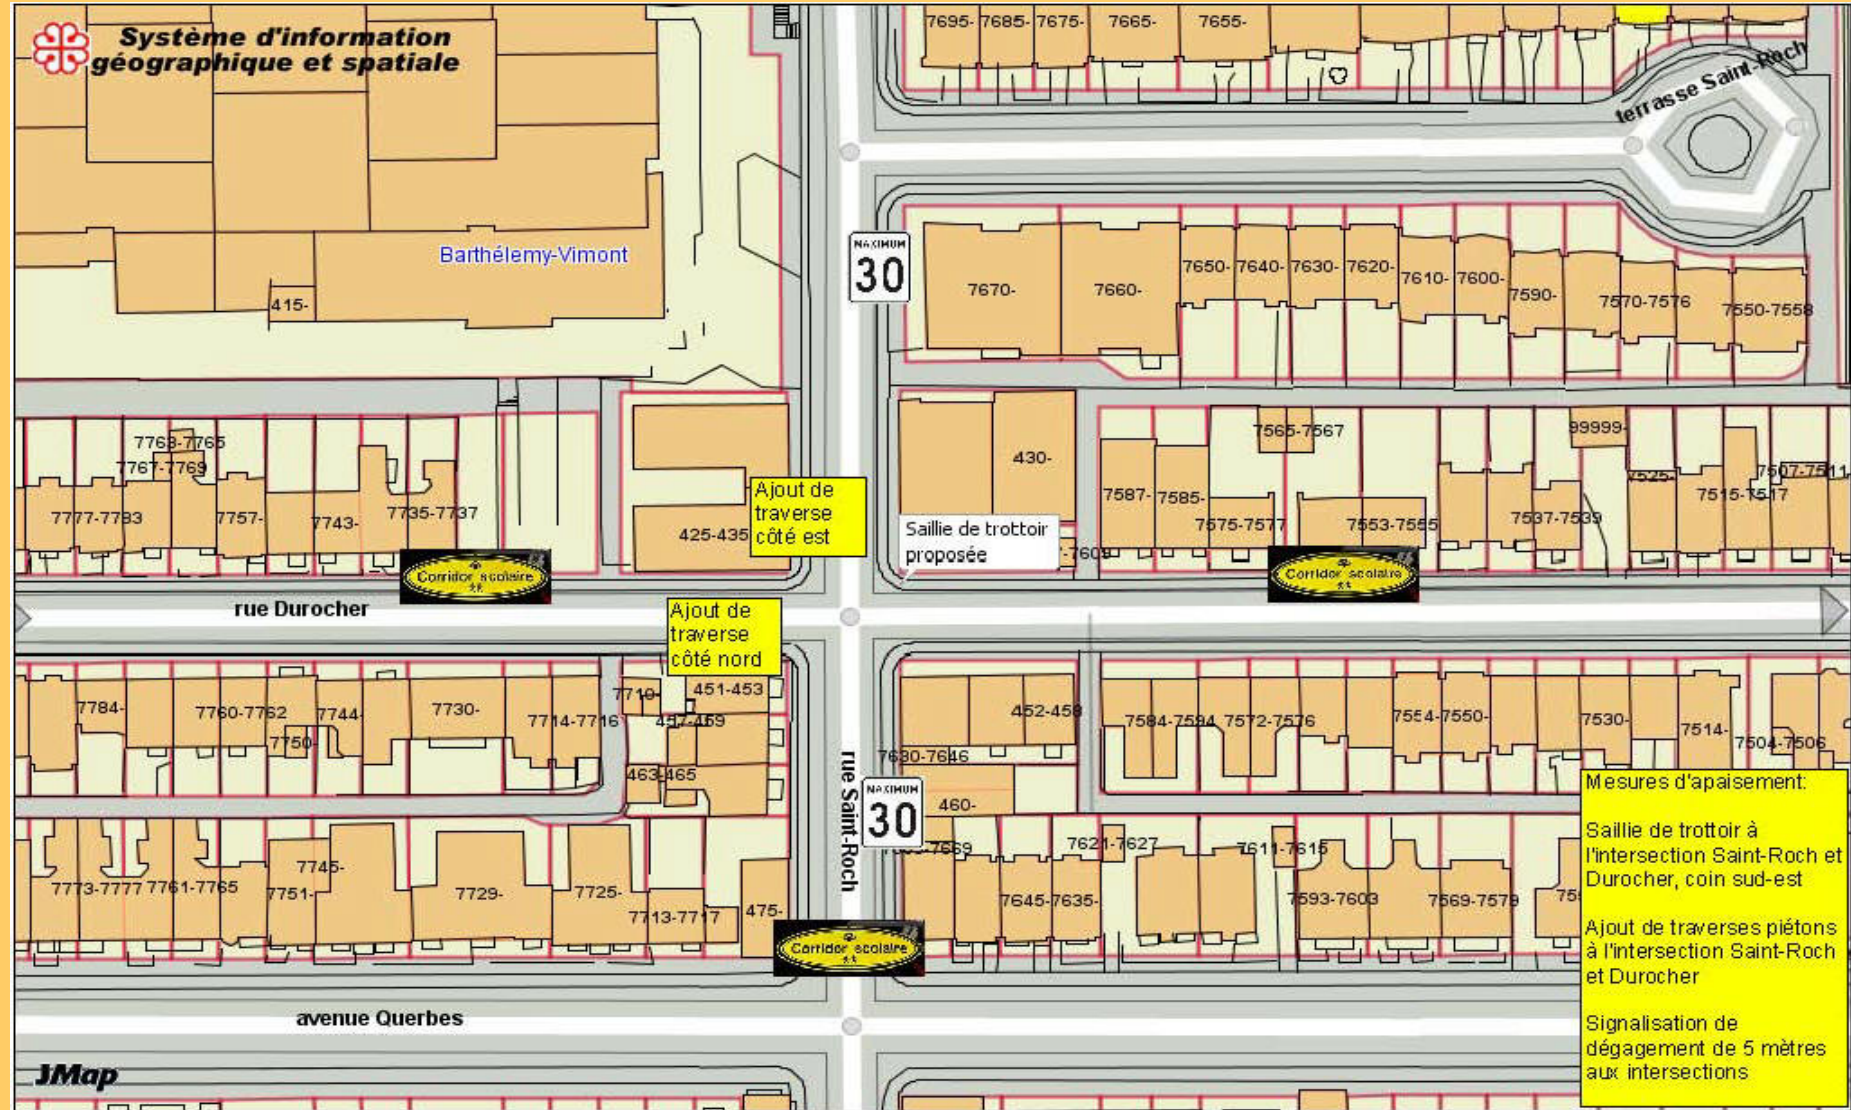 Système d'information
géographique et spatiale
7695- 7685- 7675- 7665- 7655-
terrasse Saint-Roch
Barthélemy-Vimont
415-
MAXIMUM
30
7670- 7660- 7650- 7640- 7630- 7620- 7610- 7600- 7590- 7570-7576 7550-7558
7763-7765
7767-7769
7777-7783 7757- 7743- 7735-7737
425-435
Ajout de
traverse
côté est
430-
Saillie de trottoir
proposée
7587- 7585- 7575-7577 7565-7567 7553-7555 7537-7539 99999- 7525- 7515-7517 7507-7511
Corridor scolaire
Corridor scolaire
rue Durocher
Ajout de
traverse
côté nord
7784- 7760-7762 7750- 7744- 7730- 7714-7716 7710- 451-453
457-459
463-465
452-458
7630-7646
460-
7584-7594 7572-7576 7554-7550- 7530- 7514- 7504-7506
rue Saint-Roch
MAXIMUM
30
7773-7777 7761-7765 7751- 7745- 7729- 7725- 7713-7717 475-
7645-7635- 7621-7627 7611-7615 7593-7603 7569-7579
Corridor scolaire
avenue Querbes
JMap
Mesures d'apaisement:
Saillie de trottoir à
l'intersection Saint-Roch et
Durocher, coin sud-est
Ajout de traverses piétons
à l'intersection Saint-Roch
et Durocher
Signalisation de
dégagement de 5 mètres
aux intersections